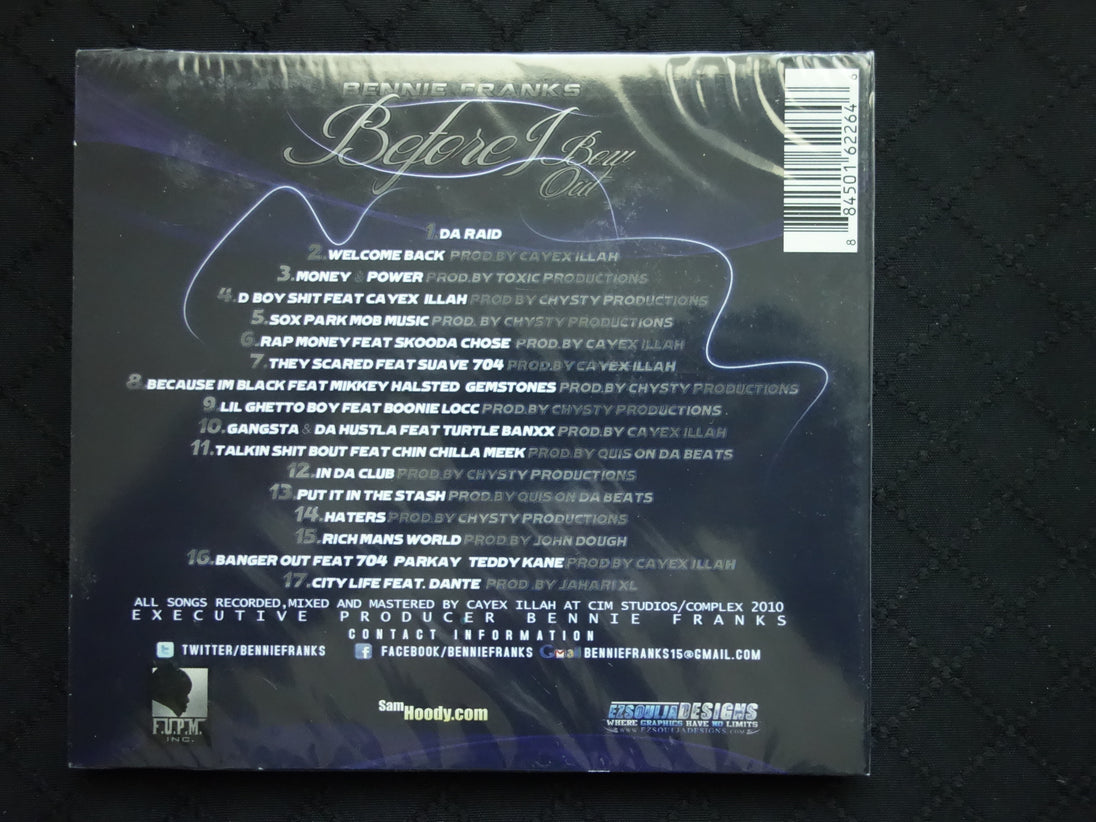 BENNIE FRANKS
Before I Bow Out
1.DA RAID
2.WELCOME BACK PROD.BY CAYEX ILLAH
3.MONEY & POWER PROD.BY TOXIC PRODUCTIONS
4.D BOY SHIT FEAT CAYEX ILLAH PROD BY CHYSTY PRODUCTIONS
5.SOX PARK MOB MUSIC PROD. BY CHYSTY PRODUCTIONS
6.RAP MONEY FEAT SKOODA CHOSE PROD.BY CAYEX ILLAH
7.THEY SCARED FEAT SUAVE 704 PROD.BY CAYEX ILLAH
8.BECAUSE IM BLACK FEAT MIKKEY HALSTED GEMSTONES PROD.BY CHYSTY PRODUCTIONS
9.LIL GHETTO BOY FEAT BOONIE LOCC PROD.BY CHYSTY PRODUCTIONS
10.GANGSTA & DA HUSTLA FEAT TURTLE BANXX PROD.BY CAYEX ILLAH
11.TALKIN SHIT BOUT FEAT CHIN CHILLA MEEK PROD.BY QUIS ON DA BEATS
12.IN DA CLUB PROD.BY CHYSTY PRODUCTIONS
13.PUT IT IN THE STASH PROD.BY QUIS ON DA BEATS
14.HATERS PROD.BY CHYSTY PRODUCTIONS
15.RICH MANS WORLD PROD BY JOHN DOUGH
16.BANGER OUT FEAT 704 PARKAY TEDDY KANE PROD BY CAYEX ILLAH
17.CITY LIFE FEAT. DANTE PROD .BY JAHARI XL
ALL SONGS RECORDED,MIXED AND MASTERED BY CAYEX ILLAH AT CIM STUDIOS/COMPLEX 2010
EXECUTIVE PRODUCER BENNIE FRANKS
CONTACT INFORMATION
TWITTER/BENNIEFRANKS FACEBOOK/BENNIEFRANKS Gmail BENNIEFRANKS15@GMAIL.COM
F.U.P.M. INC.
SamHoody.com
EZSOULJADESIGNS
WHERE GRAPHICS HAVE NO LIMITS
WWW.EZSOULJADESIGNS.COM
8 84501 62264 6